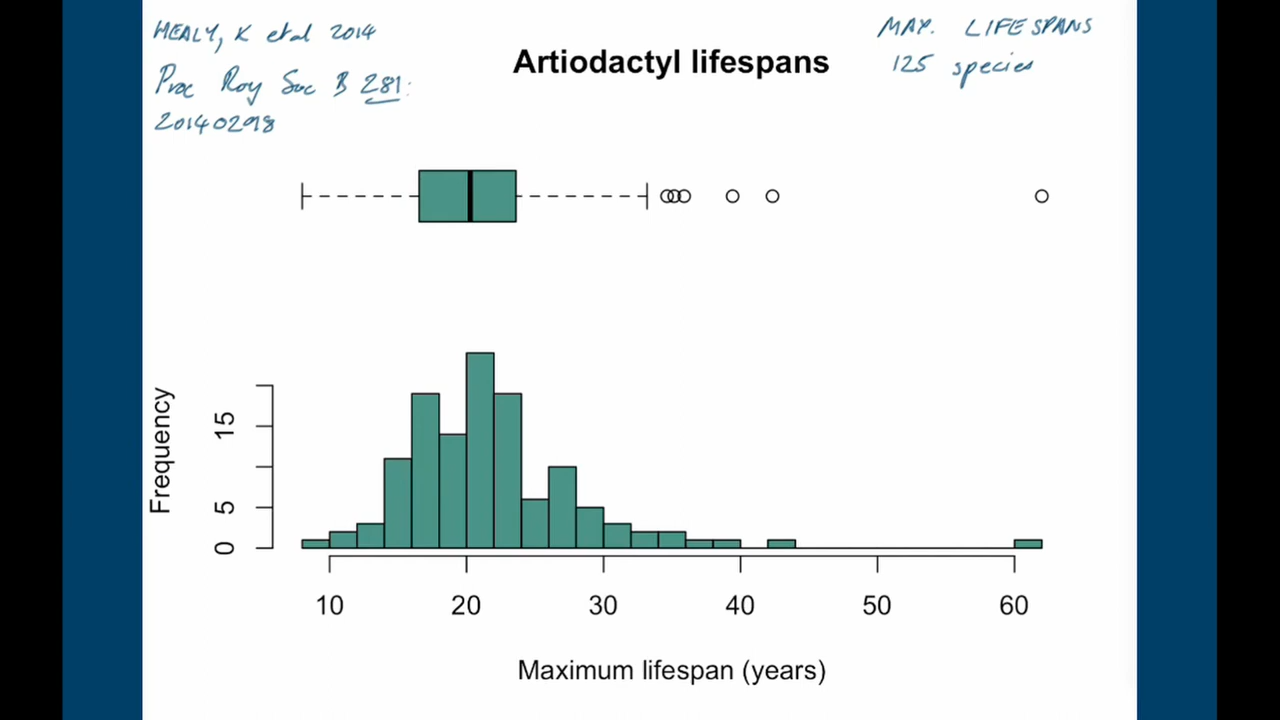 HEALY, K et al 2014
Proc Roy Soc B 281:
20140298
MAX. LIFESPANS
125 species
Artiodactyl lifespans
Frequency
0
5
15
10 20 30 40 50 60
Maximum lifespan (years)